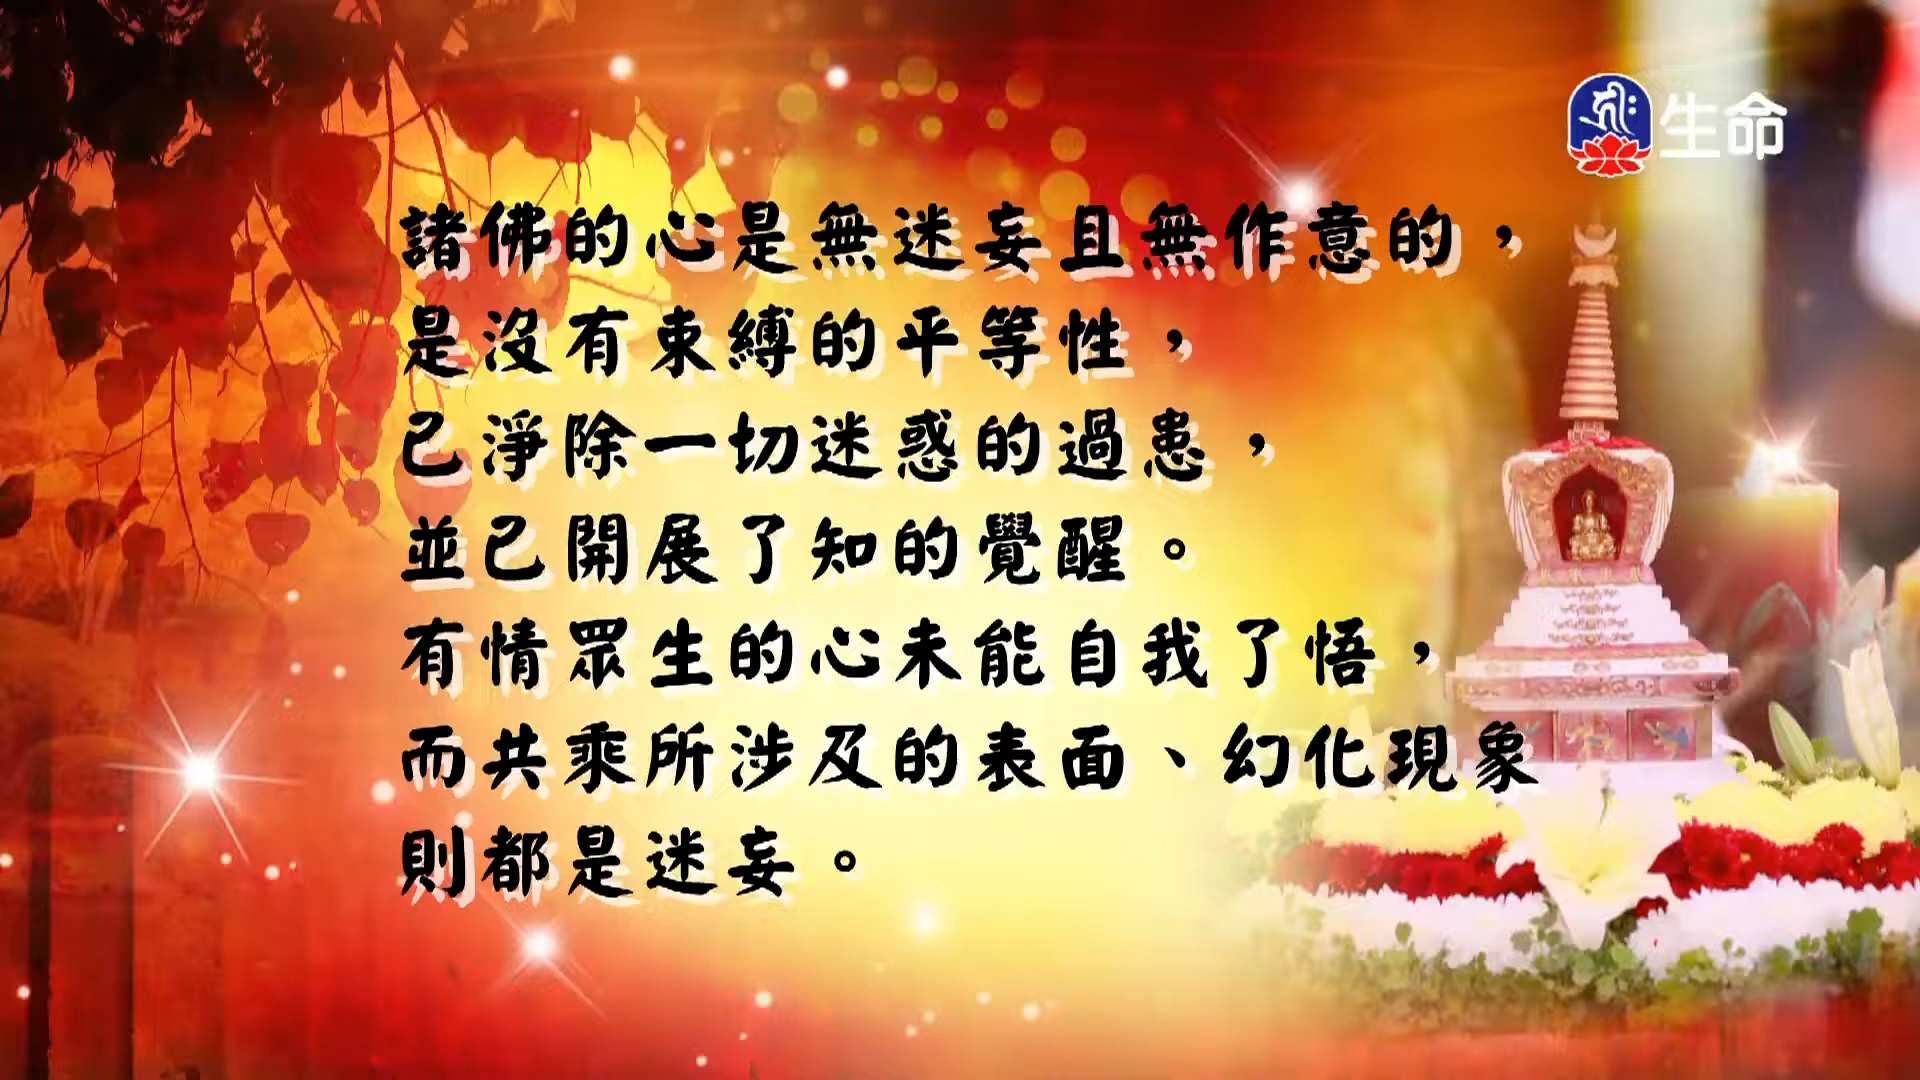 生命
諸佛的心是無迷妄且無作意的，
是沒有束縛的平等性，
已淨除一切迷惑的過患，
並已開展了知的覺醒。
有情眾生的心未能自我了悟，
而共乘所涉及的表面、幻化現象
則都是迷妄。